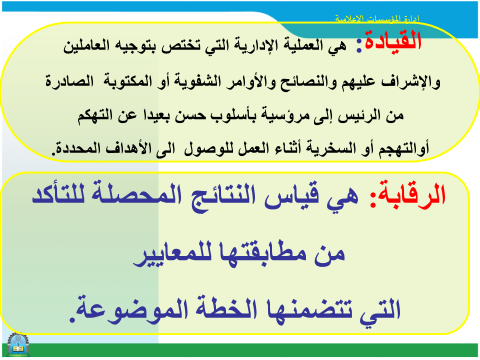 ادارة المؤسسات الاعلامية
القيادة: هي العملية الإدارية التي تختص بتوجيه العاملين
والإشراف عليهم والنصائح والأوامر الشفوية أو المكتوبة الصادرة
من الرئيس إلى مرؤسية بأسلوب حسن بعيدا عن التهكم
أوالتهجم أو السخرية أثناء العمل للوصول الى الأهداف المحددة.
الرقابة: هي قياس النتائج المحصلة للتأكد
من مطابقتها للمعايير
التي تتضمنها الخطة الموضوعة.